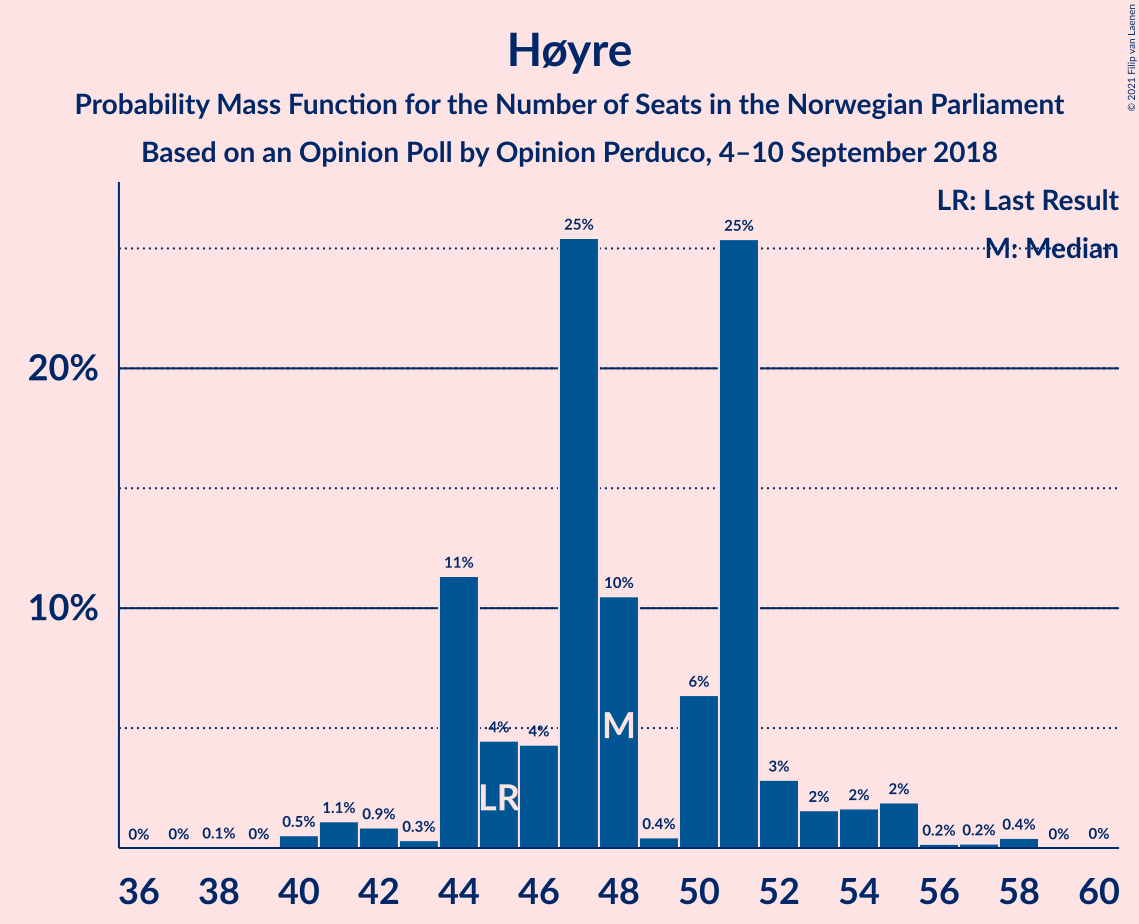 © 2021 Filip van Laenen
Høyre
Probability Mass Function for the Number of Seats in the Norwegian Parliament
Based on an Opinion Poll by Opinion Perduco, 4–10 September 2018
LR: Last Result
M: Median
20%
10%
0% 0% 0.1% 0% 0.5% 1.1% 0.9% 0.3% 11% 4% 4% 25% 10% 0.4% 6% 25% 3% 2% 2% 2% 0.2% 0.2% 0.4% 0% 0%
LR M
36 38 40 42 44 46 48 50 52 54 56 58 60